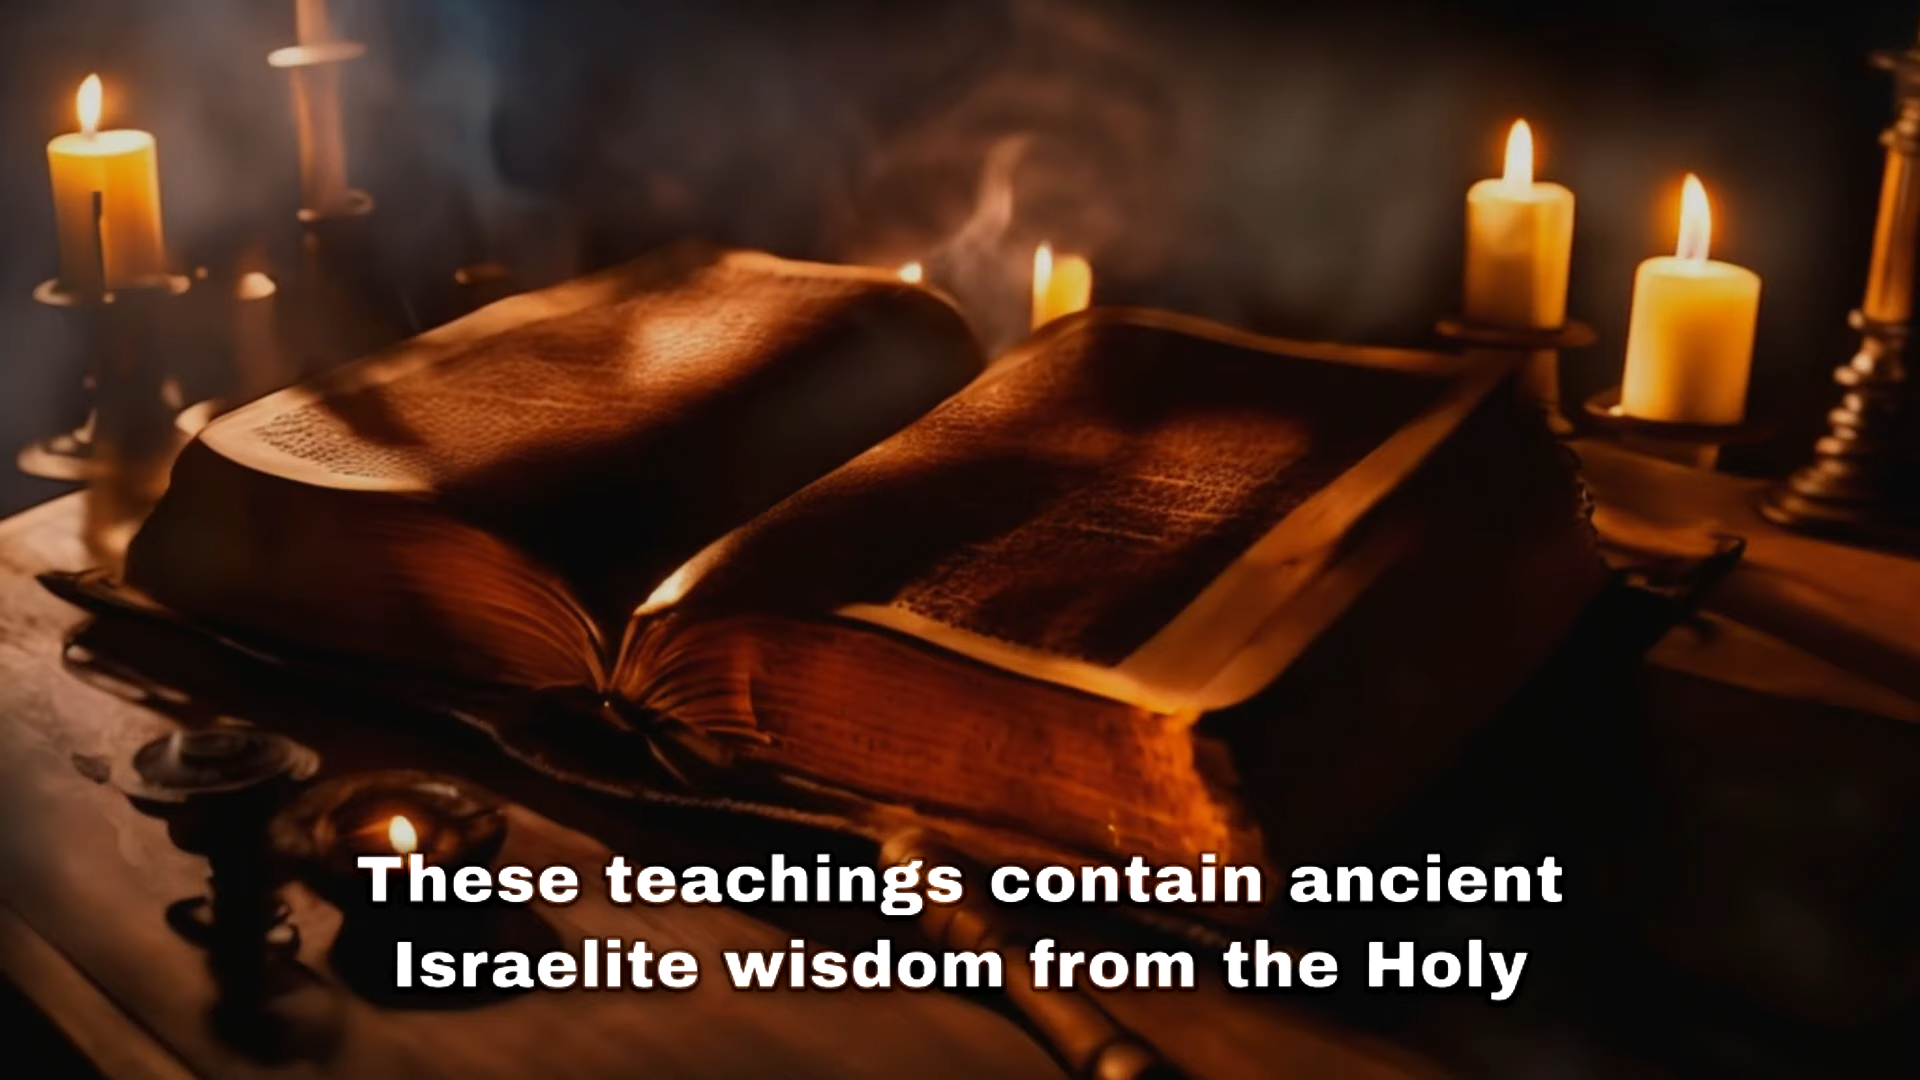 These teachings contain ancient
Israelite wisdom from the Holy